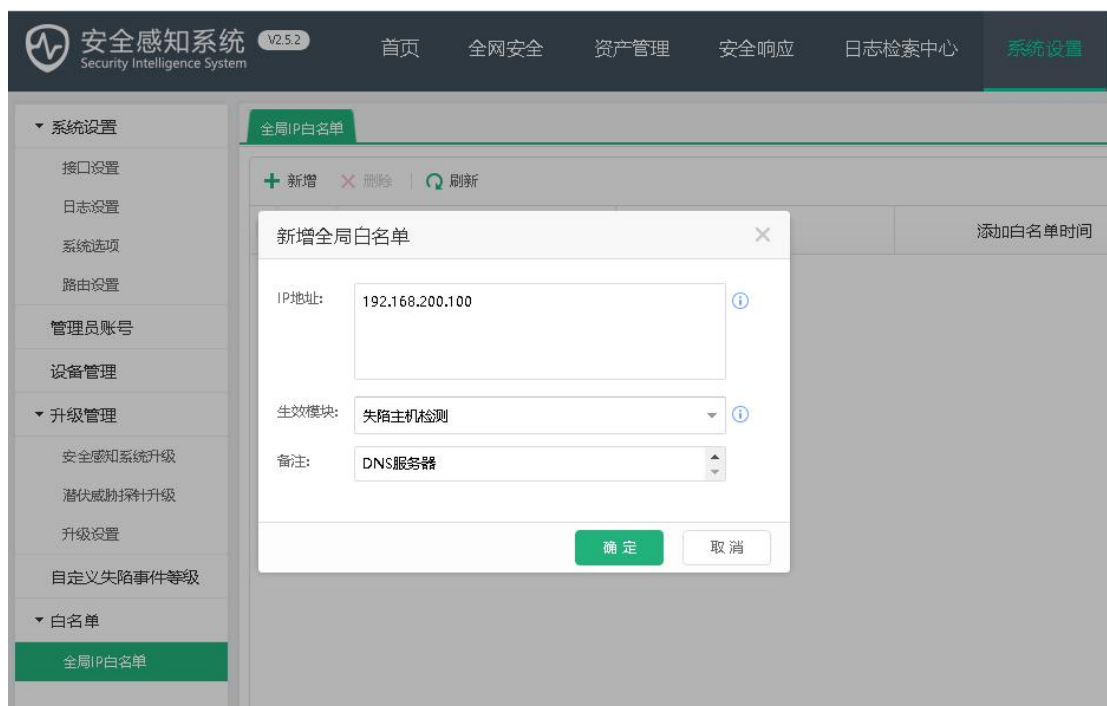 安全感知系统 V2.5.2
Security Intelligence System
首页 全网安全 资产管理 安全响应 日志检索中心 系统设置
系统设置
接口设置
日志设置
系统选项
路由设置
管理员账号
设备管理
升级管理
安全感知系统升级
潜伏威胁探针升级
升级设置
自定义失陷事件等级
白名单
全局IP白名单
全局IP白名单
新增 删除 刷新
添加白名单时间
新增全局白名单
IP地址: 192.168.200.100
生效模块: 失陷主机检测
备注: DNS服务器
确定 取消